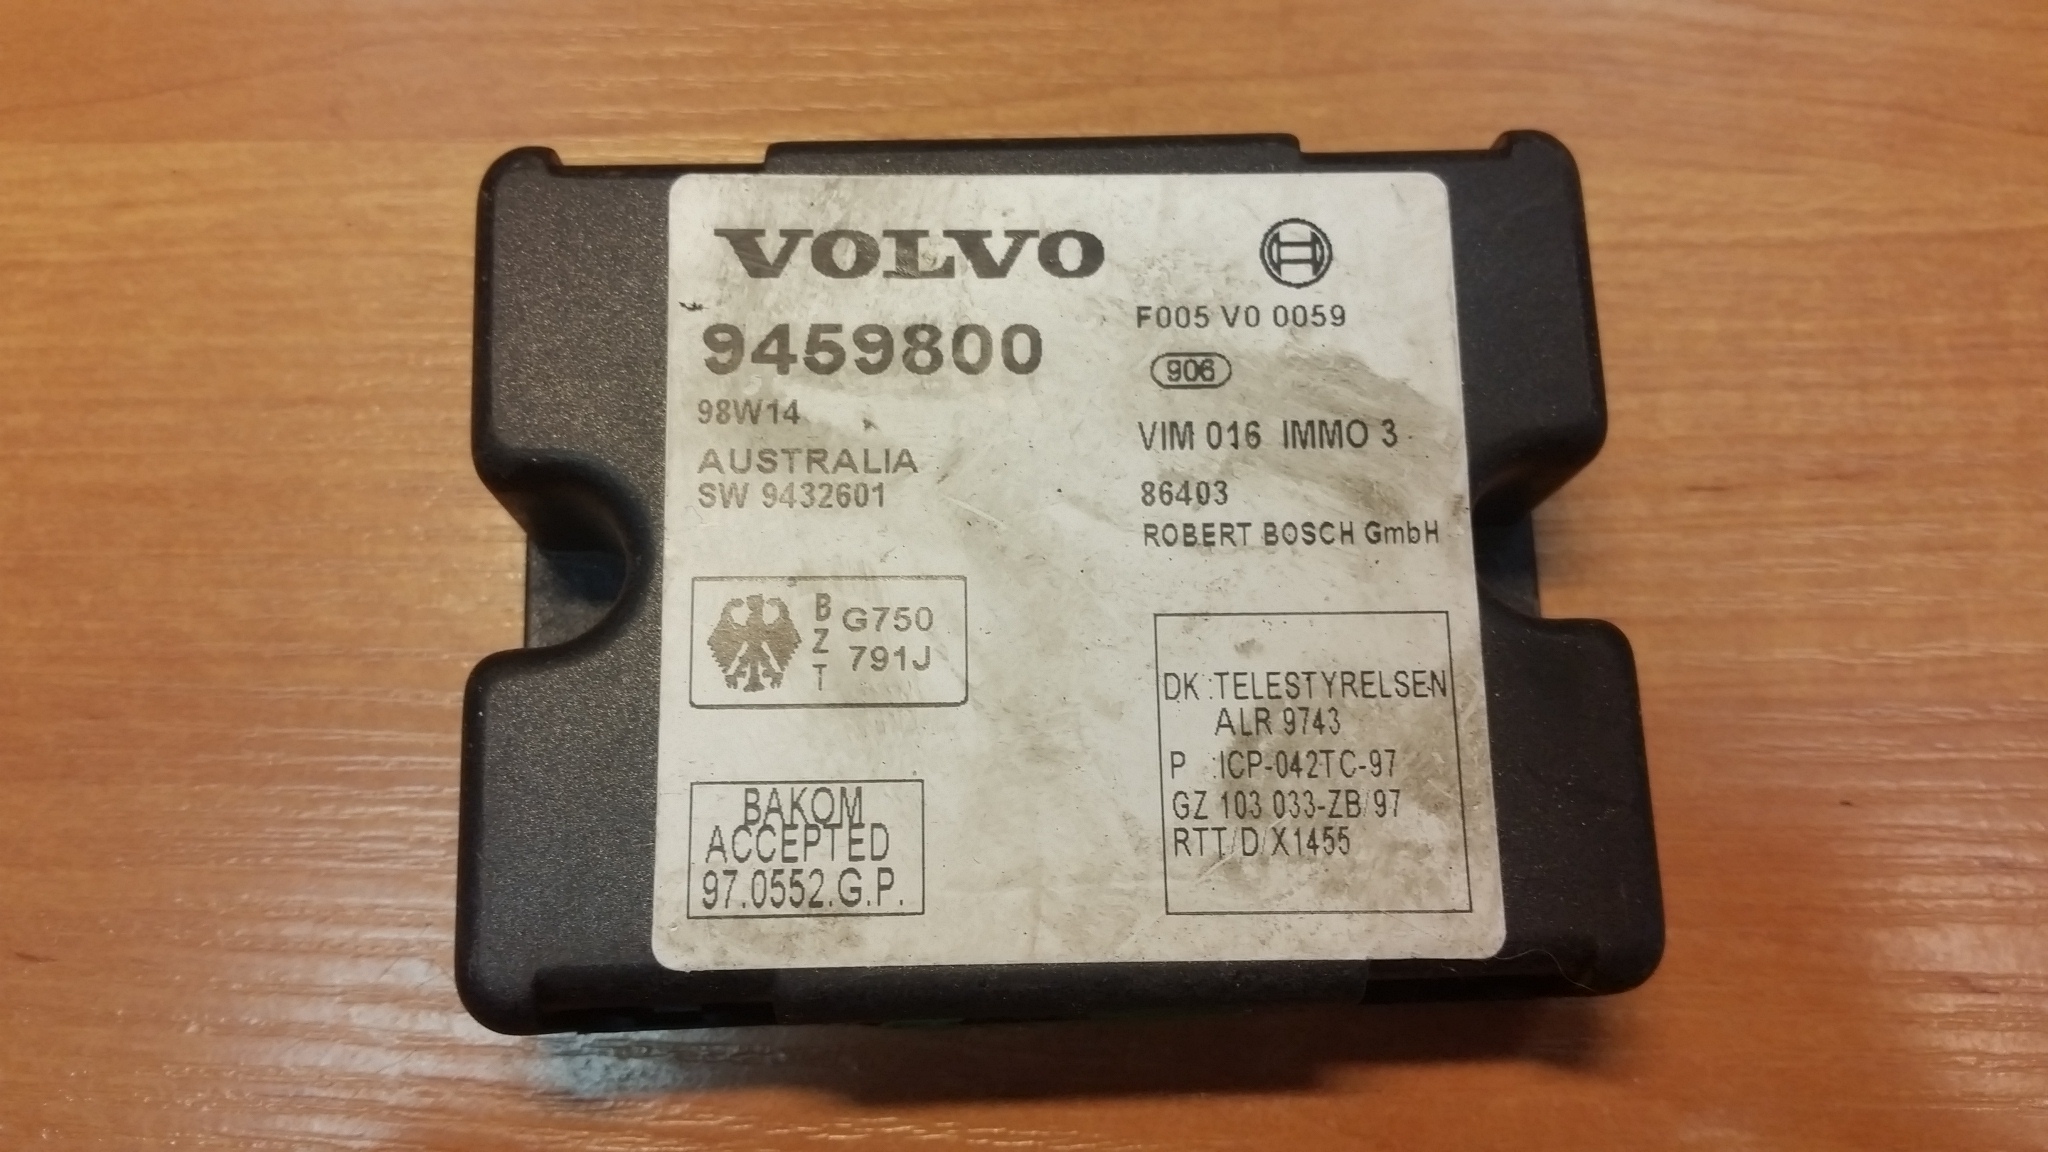 VOLVO
9459800
98W14
AUSTRALIA
SW 9432601
F005 V0 0059
906
VIM 016 IMMO 3
86403
ROBERT BOSCH GmbH
BZT
G750
791J
BAKOM
ACCEPTED
97.0552.G.P.
DK :TELESTYRELSEN
ALR 9743
P :ICP-042TC-97
GZ 103 033-ZB/97
RTT/D/X1455